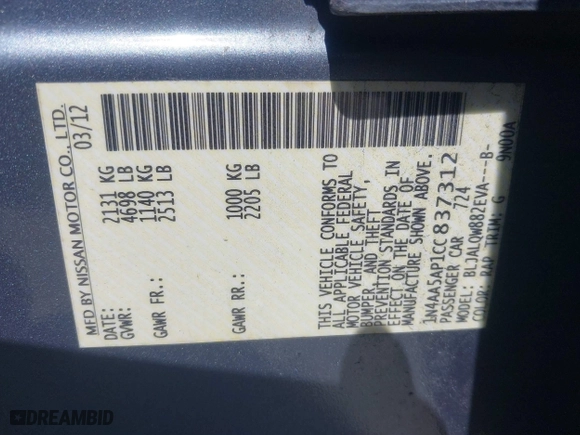 MFD BY NISSAN MOTOR CO., LTD.
DATE: 03/12
GVWR: 2131 KG
4698 LB
GAWR FR: 1140 KG
2513 LB
GAWR RR: 1000 KG
2205 LB
THIS VEHICLE CONFORMS TO
ALL APPLICABLE FEDERAL
MOTOR VEHICLE SAFETY,
BUMPER, AND THEFT
PREVENTION STANDARDS IN
EFFECT ON THE DATE OF
MANUFACTURE SHOWN ABOVE.
1N4AA5AP1CC837312
PASSENGER CAR 724
MODEL: BLJALOW882EVA---B-
COLOR: RAP TRIM: G 9N00A
DREAMBID